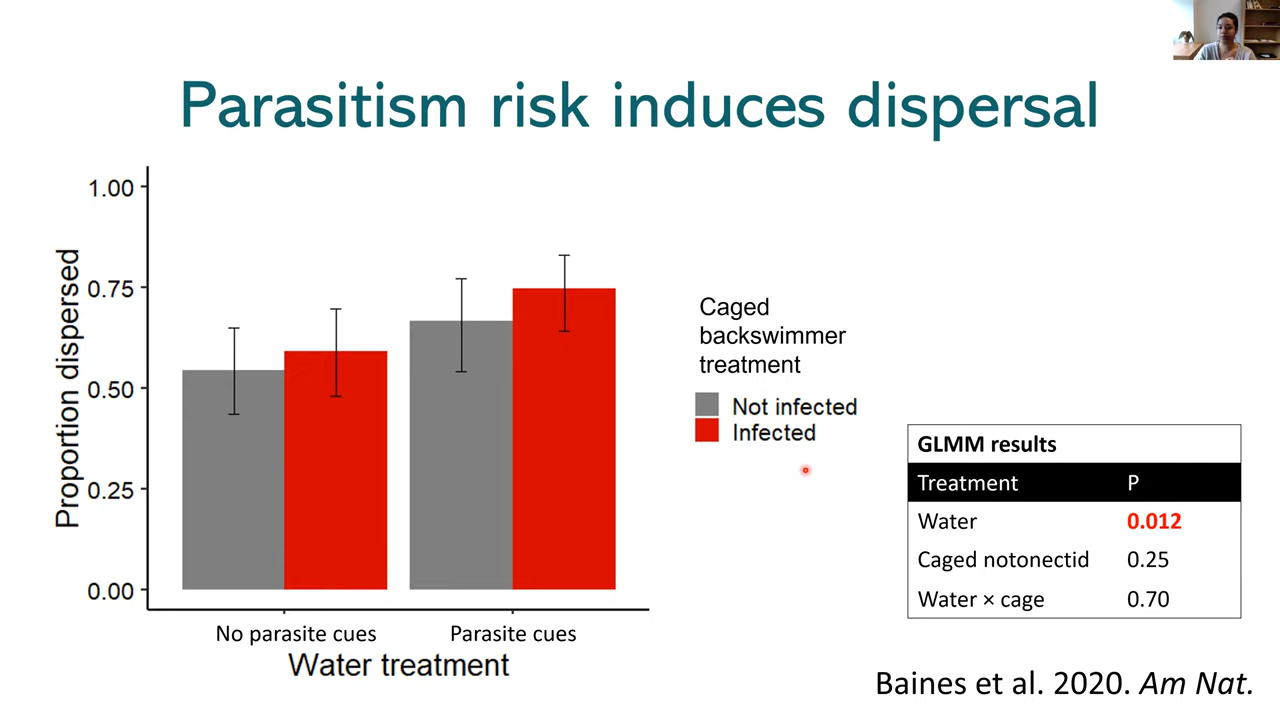 Parasitism risk induces dispersal
1.00
0.75
0.50
0.25
0.00
Proportion dispersed
No parasite cues
Parasite cues
Water treatment
Caged
backswimmer
treatment
Not infected
Infected
GLMM results
Treatment P
Water 0.012
Caged notonectid 0.25
Water × cage 0.70
Baines et al. 2020. Am Nat.